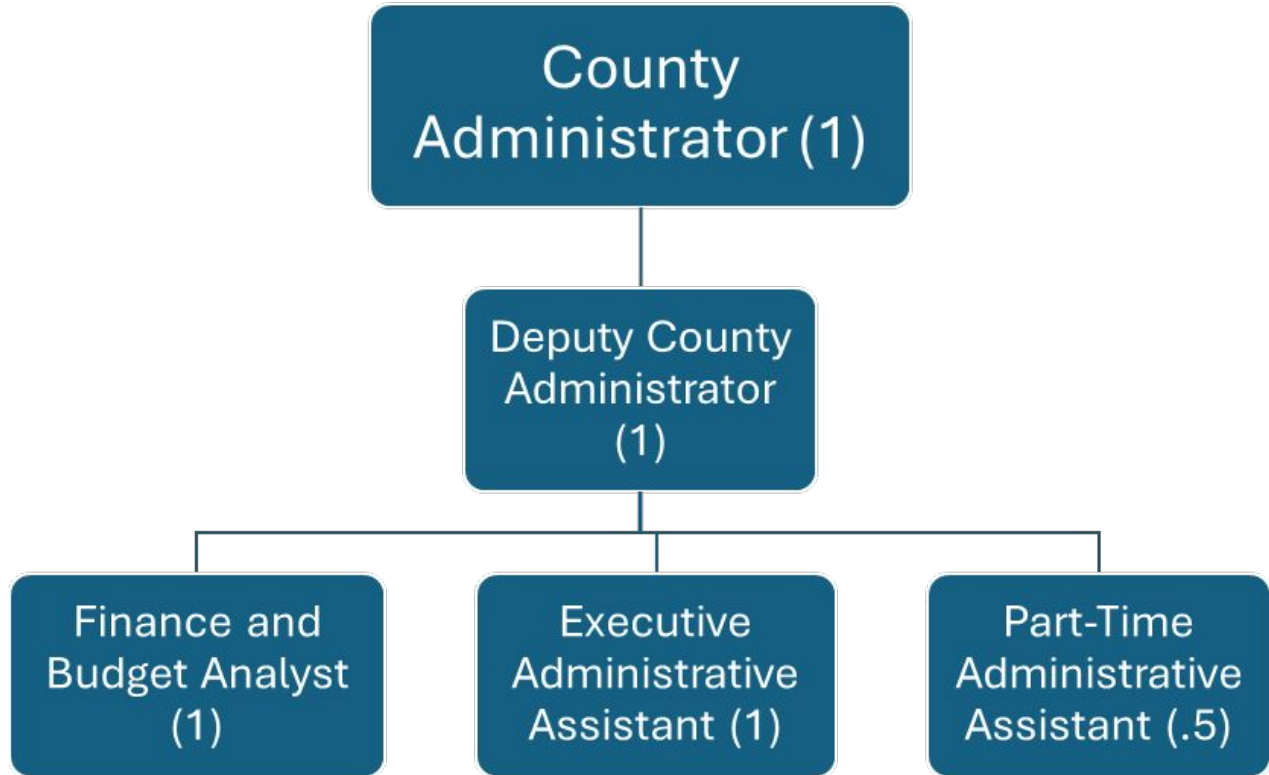 County
Administrator (1)
Deputy County
Administrator
(1)
Finance and
Budget Analyst
(1)
Executive
Administrative
Assistant (1)
Part-Time
Administrative
Assistant (.5)